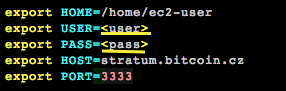 export HOME=/home/ec2-user
export USER=<user>
export PASS=<pass>
export HOST=stratum.bitcoin.cz
export PORT=3333